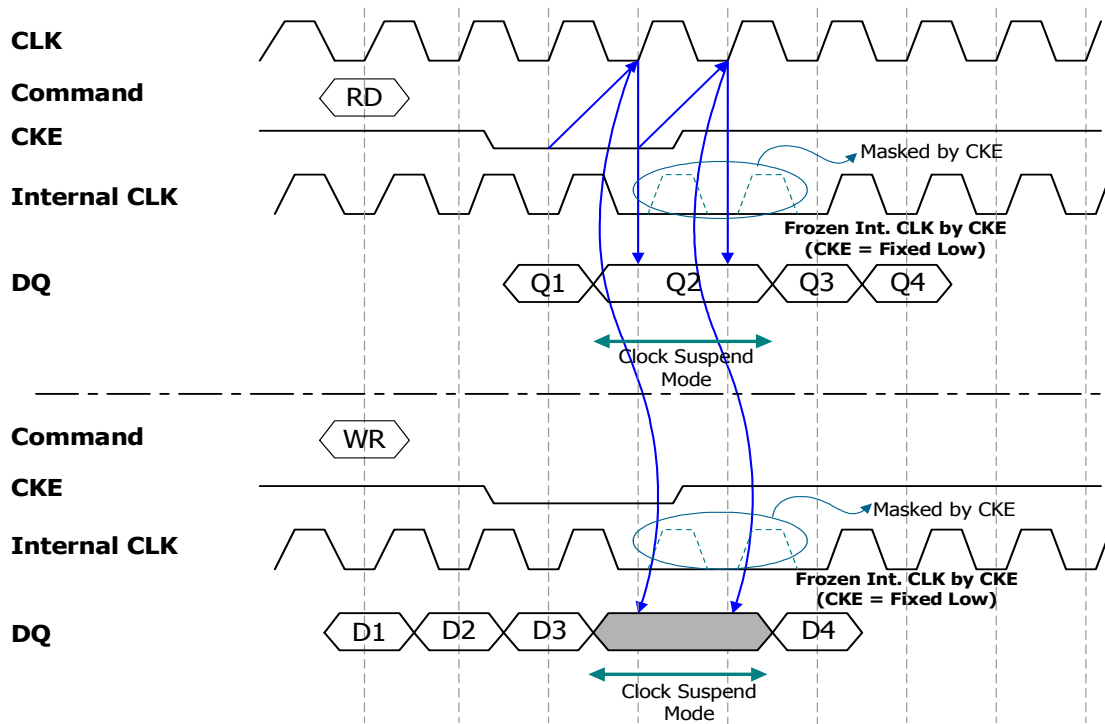 CLK
Command
RD
CKE
Masked by CKE
Internal CLK
Frozen Int. CLK by CKE
(CKE = Fixed Low)
DQ
Q1
Q2
Q3
Q4
Clock Suspend
Mode
Command
WR
CKE
Masked by CKE
Internal CLK
Frozen Int. CLK by CKE
(CKE = Fixed Low)
DQ
D1
D2
D3
D4
Clock Suspend
Mode